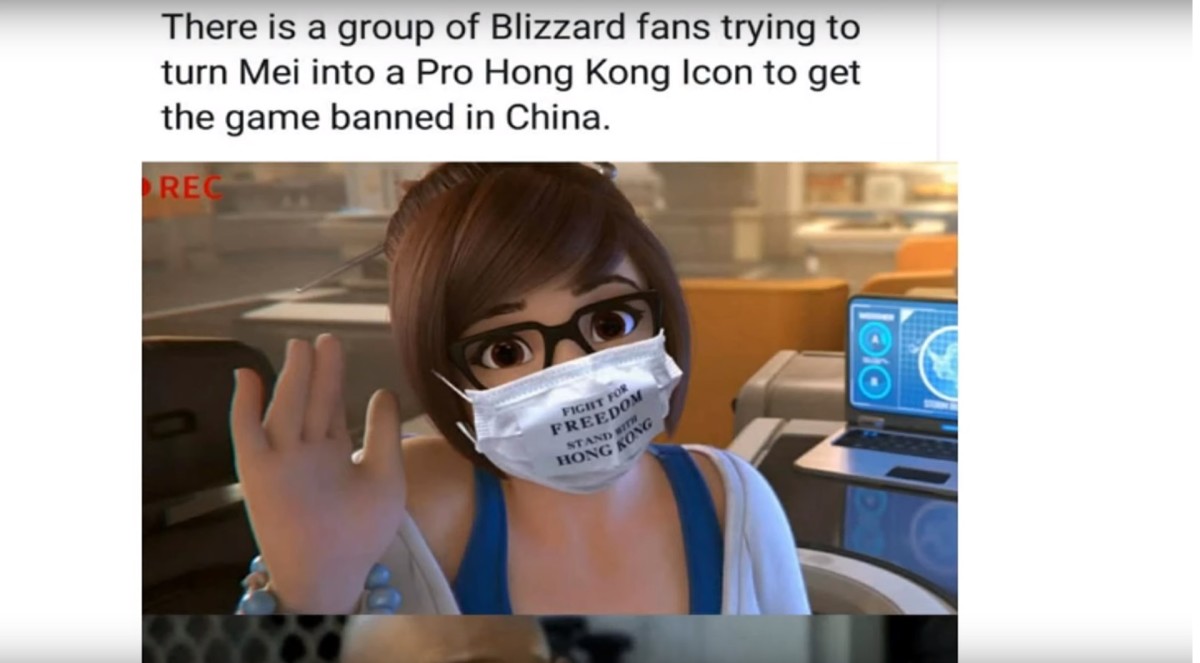 There is a group of Blizzard fans trying to
turn Mei into a Pro Hong Kong Icon to get
the game banned in China.
REC
FIGHT FOR
FREEDOM
STAND WITH
HONG KONG
A